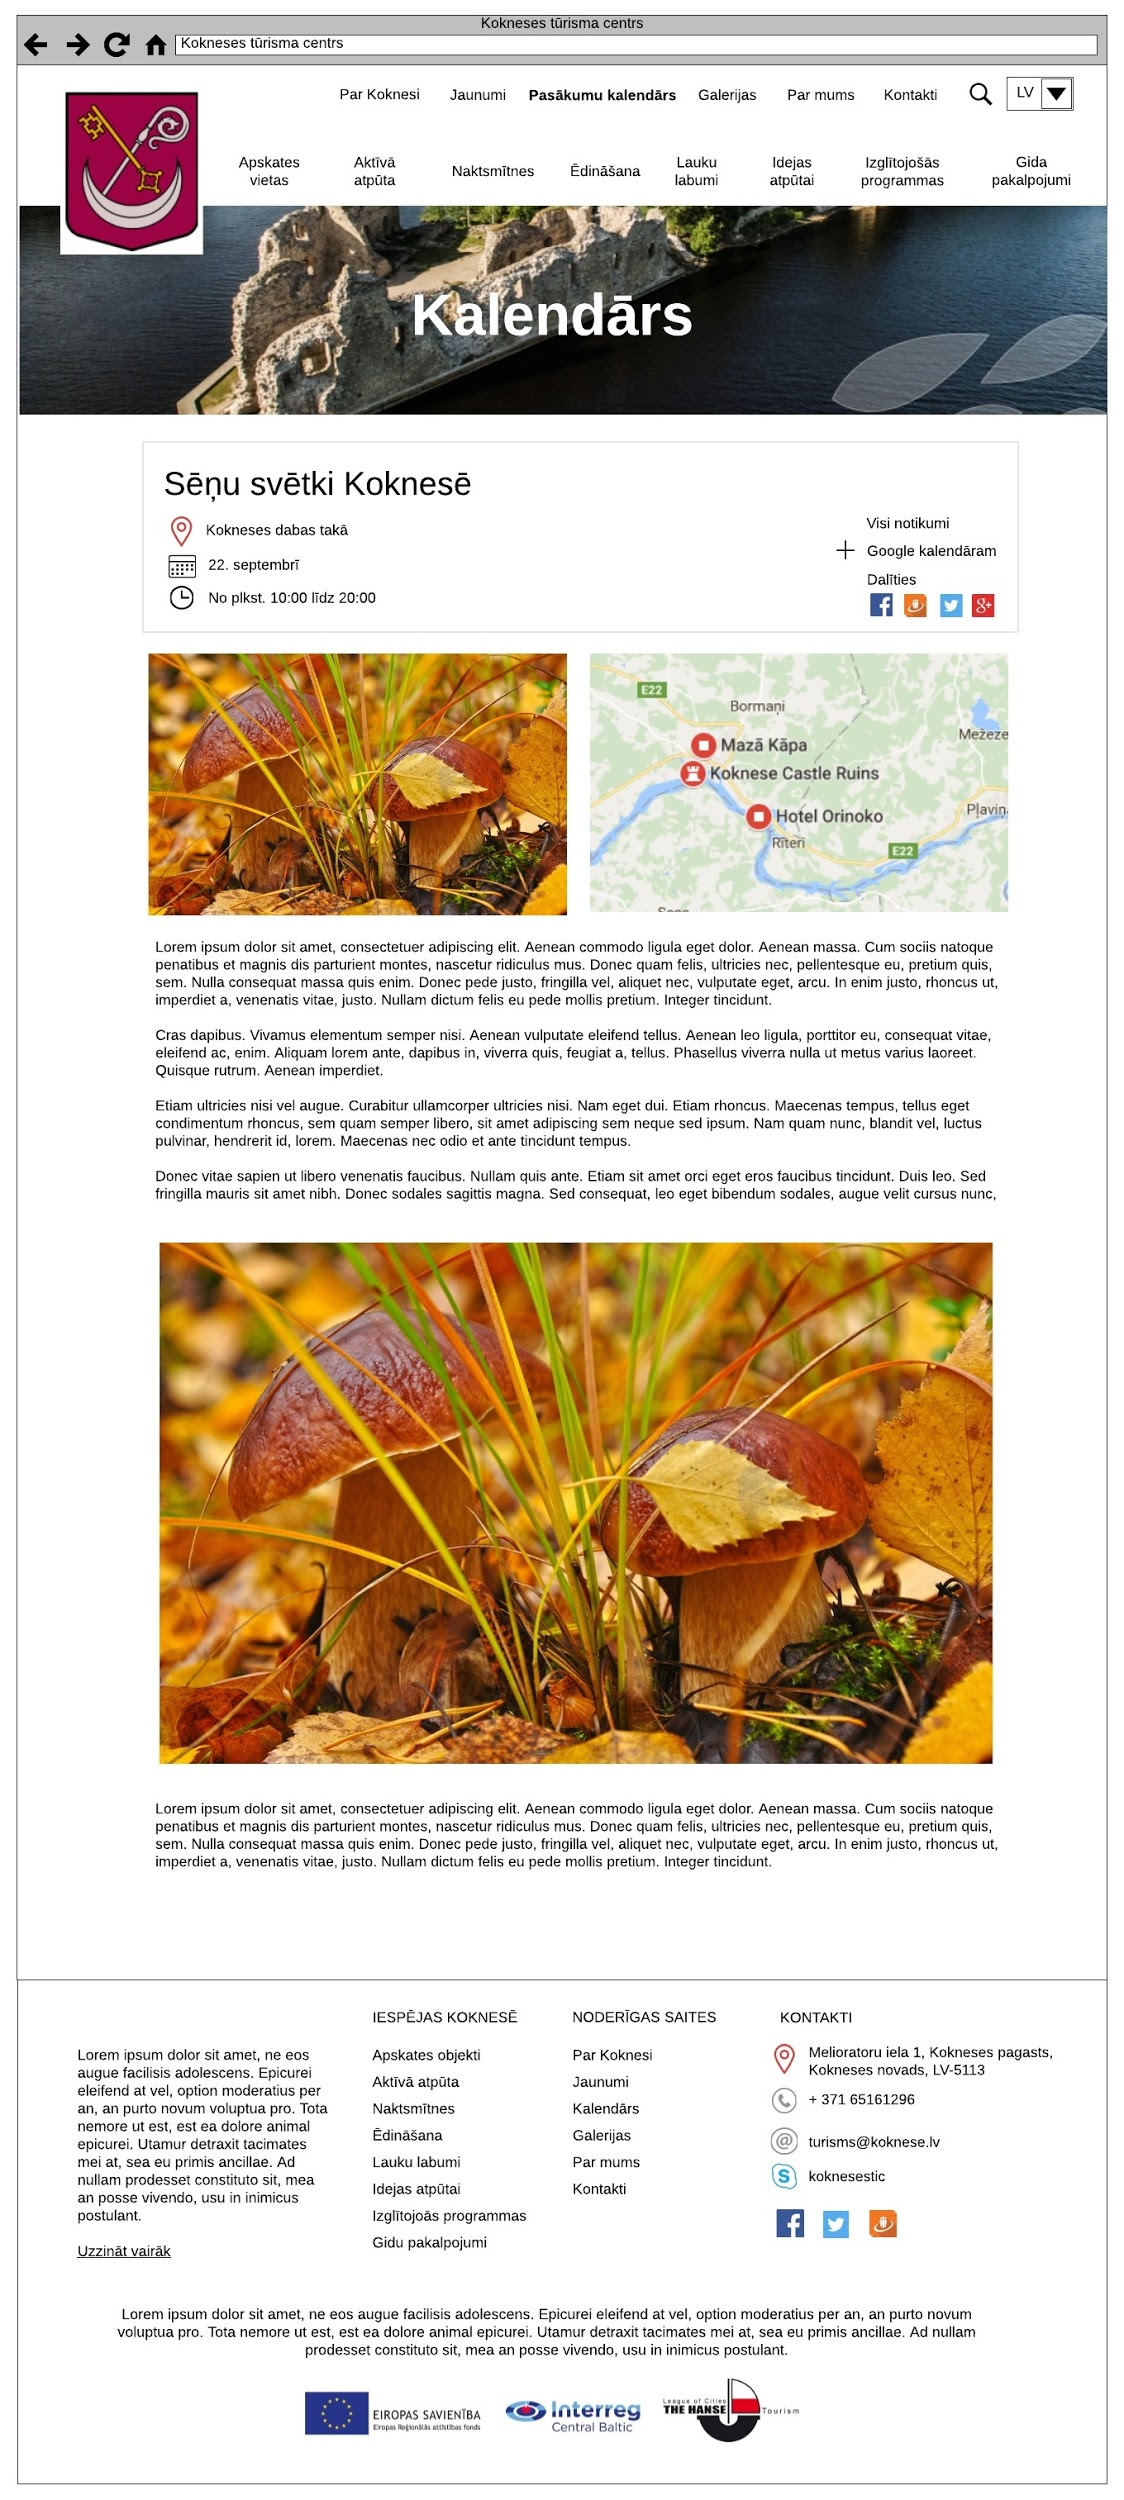 Kokneses tūrisma centrs
Kokneses tūrisma centrs
Par Koknesi
Jaunumi
Pasākumu kalendārs
Galerijas
Par mums
Kontakti
LV
Apskates
vietas
Aktīvā
atpūta
Naktsmītnes
Ēdināšana
Lauku
labumi
Idejas
atpūtai
Izglītojošās
programmas
Gida
pakalpojumi
Kalendārs
Sēņu svētki Koknesē
Kokneses dabas takā
22. septembrī
No plkst. 10:00 līdz 20:00
Visi notikumi
Google kalendāram
Dalīties
E22
Bormaņi
Mežeze
Mazā Kāpa
Koknese Castle Ruins
Hotel Orinoko
Pļaviņ
Rīteri
E22
Lorem ipsum dolor sit amet, consectetuer adipiscing elit. Aenean commodo ligula eget dolor. Aenean massa. Cum sociis natoque
penatibus et magnis dis parturient montes, nascetur ridiculus mus. Donec quam felis, ultricies nec, pellentesque eu, pretium quis,
sem. Nulla consequat massa quis enim. Donec pede justo, fringilla vel, aliquet nec, vulputate eget, arcu. In enim justo, rhoncus ut,
imperdiet a, venenatis vitae, justo. Nullam dictum felis eu pede mollis pretium. Integer tincidunt.
Cras dapibus. Vivamus elementum semper nisi. Aenean vulputate eleifend tellus. Aenean leo ligula, porttitor eu, consequat vitae,
eleifend ac, enim. Aliquam lorem ante, dapibus in, viverra quis, feugiat a, tellus. Phasellus viverra nulla ut metus varius laoreet.
Quisque rutrum. Aenean imperdiet.
Etiam ultricies nisi vel augue. Curabitur ullamcorper ultricies nisi. Nam eget dui. Etiam rhoncus. Maecenas tempus, tellus eget
condimentum rhoncus, sem quam semper libero, sit amet adipiscing sem neque sed ipsum. Nam quam nunc, blandit vel, luctus
pulvinar, hendrerit id, lorem. Maecenas nec odio et ante tincidunt tempus.
Donec vitae sapien ut libero venenatis faucibus. Nullam quis ante. Etiam sit amet orci eget eros faucibus tincidunt. Duis leo. Sed
fringilla mauris sit amet nibh. Donec sodales sagittis magna. Sed consequat, leo eget bibendum sodales, augue velit cursus nunc,
Lorem ipsum dolor sit amet, consectetuer adipiscing elit. Aenean commodo ligula eget dolor. Aenean massa. Cum sociis natoque
penatibus et magnis dis parturient montes, nascetur ridiculus mus. Donec quam felis, ultricies nec, pellentesque eu, pretium quis,
sem. Nulla consequat massa quis enim. Donec pede justo, fringilla vel, aliquet nec, vulputate eget, arcu. In enim justo, rhoncus ut,
imperdiet a, venenatis vitae, justo. Nullam dictum felis eu pede mollis pretium. Integer tincidunt.
Lorem ipsum dolor sit amet, ne eos
augue facilisis adolescens. Epicurei
eleifend at vel, option moderatius per
an, an purto novum voluptua pro. Tota
nemore ut est, est ea dolore animal
epicurei. Utamur detraxit tacimates
mei at, sea eu primis ancillae. Ad
nullam prodesset constituto sit, mea
an posse vivendo, usu in inimicus
postulant.
Uzzināt vairāk
IESPĒJAS KOKNESĒ
Apskates objekti
Aktīvā atpūta
Naktsmītnes
Ēdināšana
Lauku labumi
Idejas atpūtai
Izglītojoās programmas
Gidu pakalpojumi
NODERĪGAS SAITES
Par Koknesi
Jaunumi
Kalendārs
Galerijas
Par mums
Kontakti
KONTAKTI
Melioratoru iela 1, Kokneses pagasts,
Kokneses novads, LV-5113
+ 371 65161296
turisms@koknese.lv
koknesestic
Lorem ipsum dolor sit amet, ne eos augue facilisis adolescens. Epicurei eleifend at vel, option moderatius per an, an purto novum
voluptua pro. Tota nemore ut est, est ea dolore animal epicurei. Utamur detraxit tacimates mei at, sea eu primis ancillae. Ad nullam
prodesset constituto sit, mea an posse vivendo, usu in inimicus postulant.
EIROPAS SAVIENĪBA
Eiropas Reģionālās attīstības fonds
Interreg
Central Baltic
League of Cities
THE HANSE
Tourism